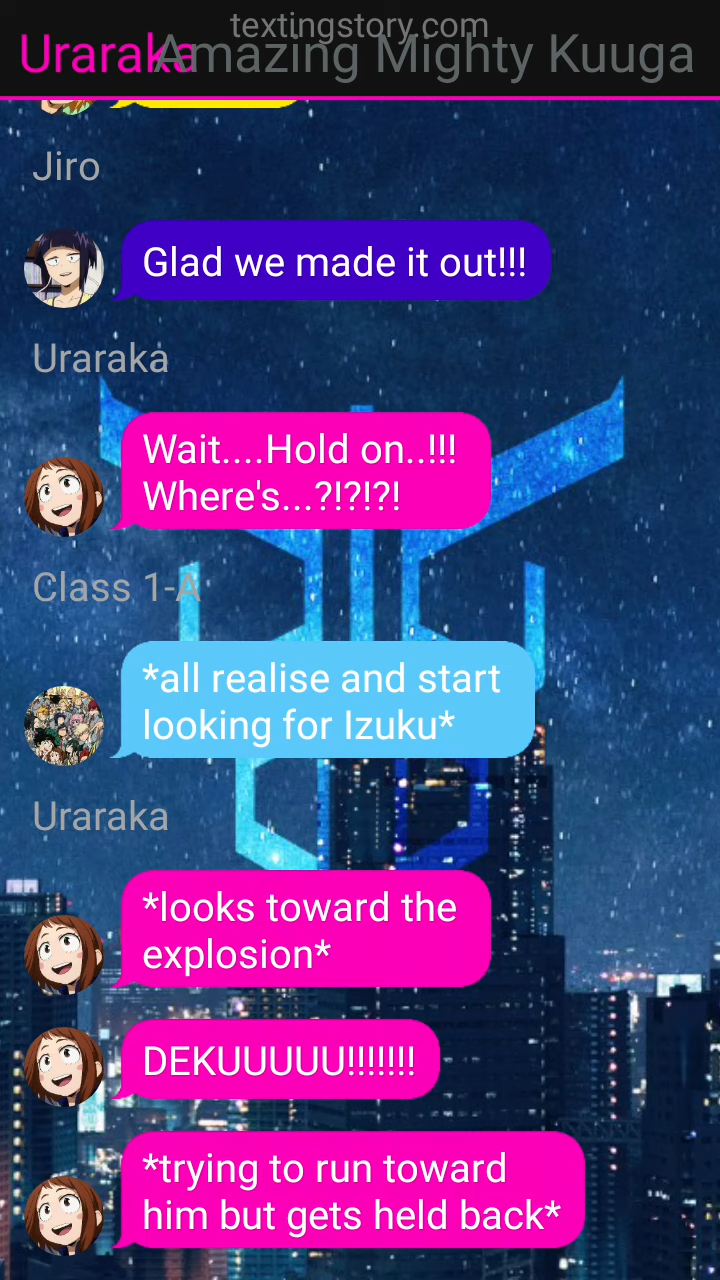 textingstory.com
Uraraka
Amazing Mighty Kuuga
Jiro
Glad we made it out!!!
Uraraka
Wait....Hold on..!!!
Where's...?!?!?!
Class 1-A
*all realise and start
looking for Izuku*
Uraraka
*looks toward the
explosion*
DEKUUUUU!!!!!!!
*trying to run toward
him but gets held back*